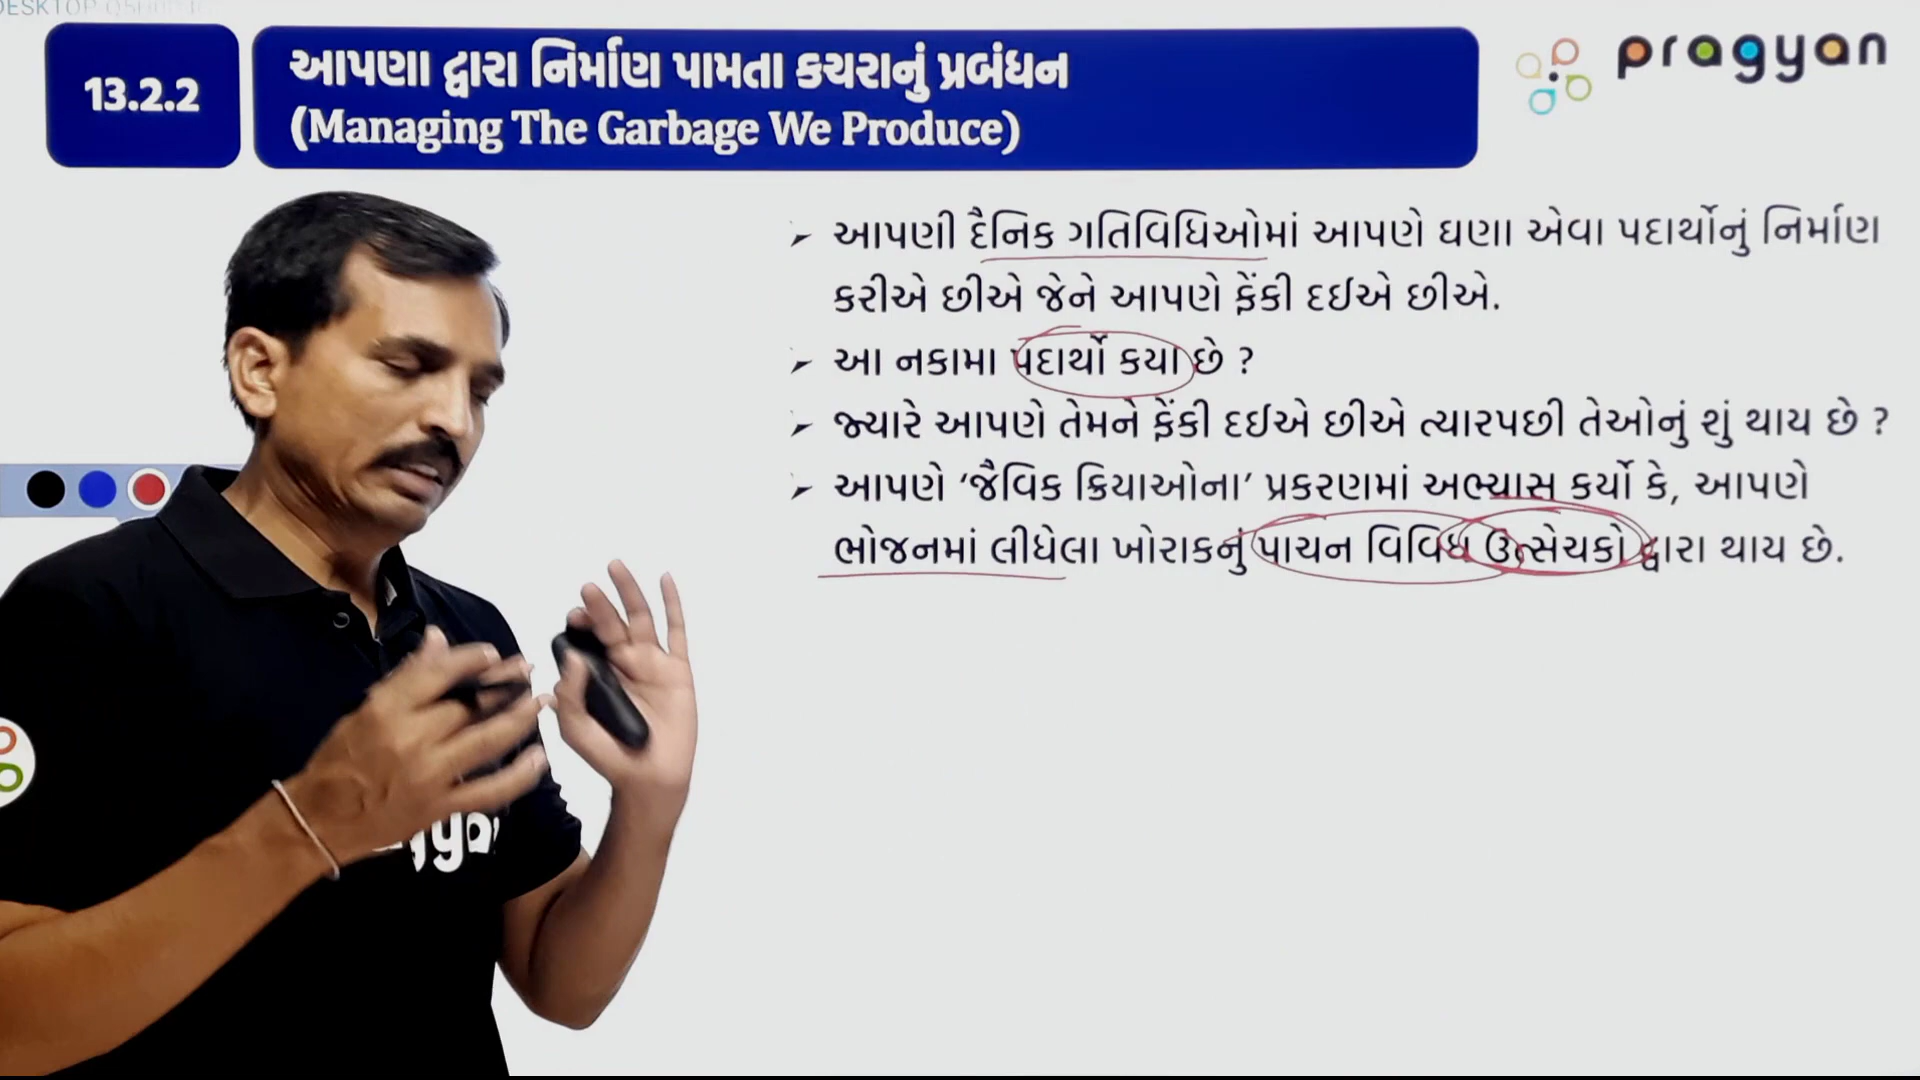 13.2.2
આપણા દ્વારા નિર્માણ પામતા કચરાનું પ્રબંધન
(Managing The Garbage We Produce)
pragyan
આપણી દૈનિક ગતિવિધિઓમાં આપણે ઘણા એવા પદાર્થોનું નિર્માણ
કરીએ છીએ જેને આપણે ફેંકી દઈએ છીએ.
આ નકામા પદાર્થો કયા છે ?
જ્યારે આપણે તેમને ફેંકી દઈએ છીએ ત્યારપછી તેઓનું શું થાય છે ?
આપણે ‘જૈવિક ક્રિયાઓના’ પ્રકરણમાં અભ્યાસ કર્યો કે, આપણે
ભોજનમાં લીધેલા ખોરાકનું પાચન વિવિધ ઉત્સેચકો દ્વારા થાય છે.